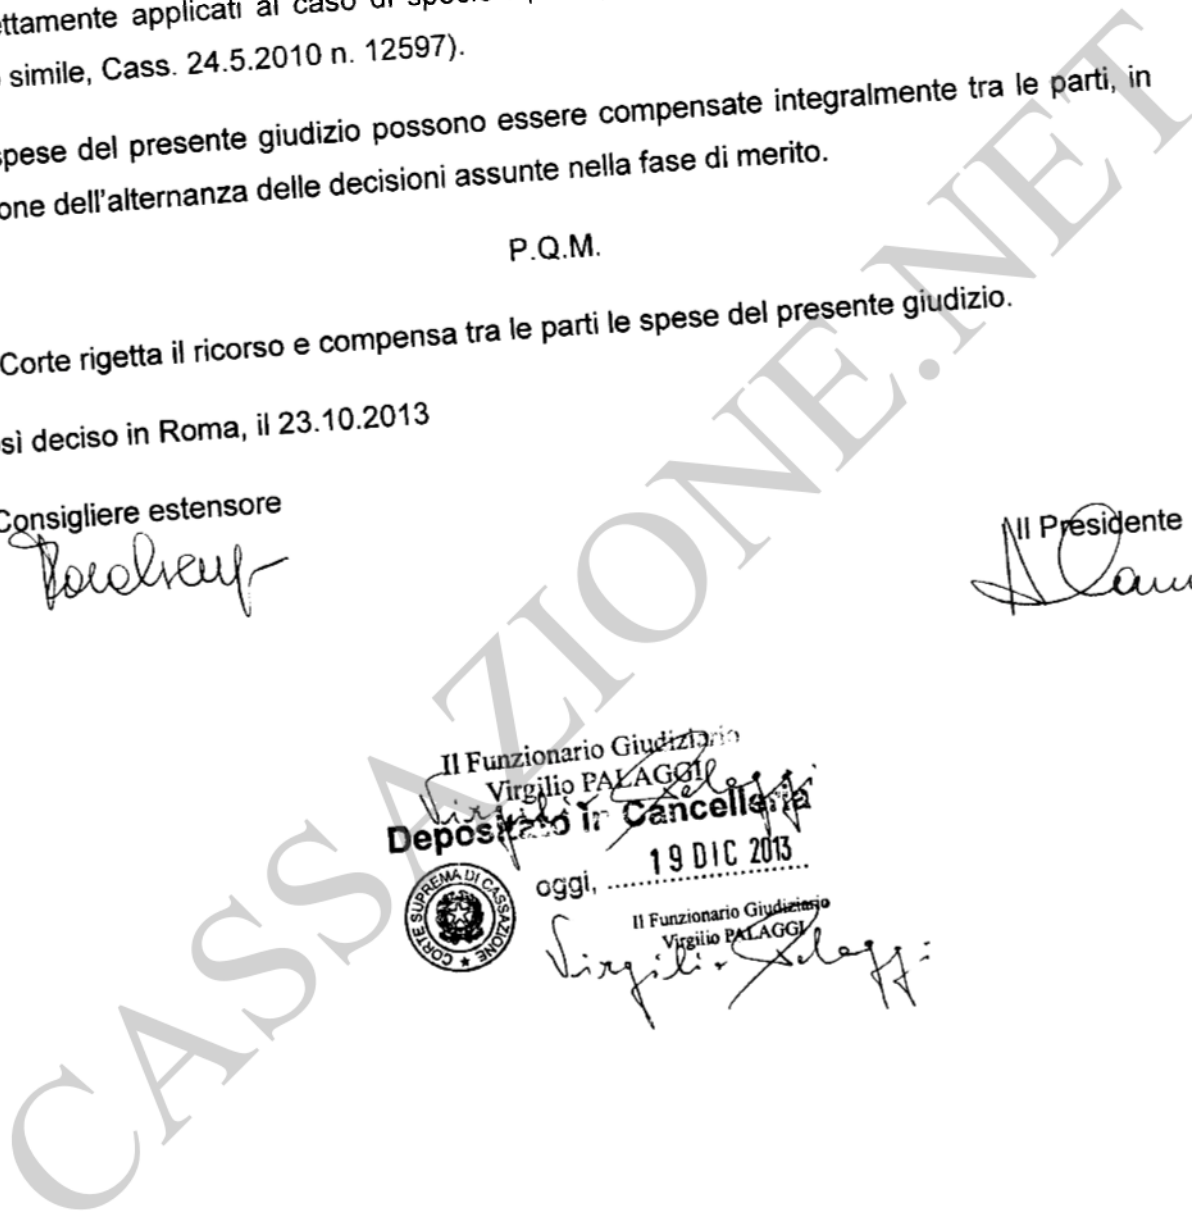 ettamente applicati al caso di
simile, Cass. 24.5.2010 n. 12597).
spese del presente giudizio possono essere compensate integralmente tra le parti, in
one dell'alternanza delle decisioni assunte nella fase di merito.
P.Q.M.
Corte rigetta il ricorso e compensa tra le parti le spese del presente giudizio.
sì deciso in Roma, il 23.10.2013
Consigliere estensore
Il Presidente
Il Funzionario Giudiziario
Virgilio PALAGGI
Depositato in Cancelleria
oggi, 19 DIC 2013
CORTE SUPREMA DI CASSAZIONE
Il Funzionario Giudiziario
Virgilio PALAGGI
Virgilio Palaggi
CASSAZIONE.NET